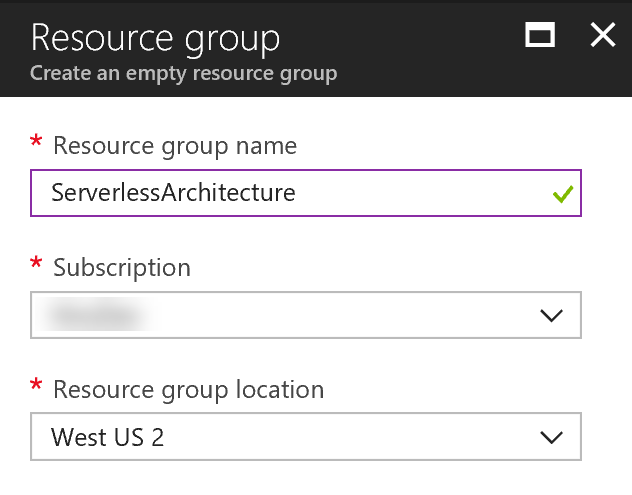 Resource group
Create an empty resource group
* Resource group name
ServerlessArchitecture
* Subscription
* Resource group location
West US 2